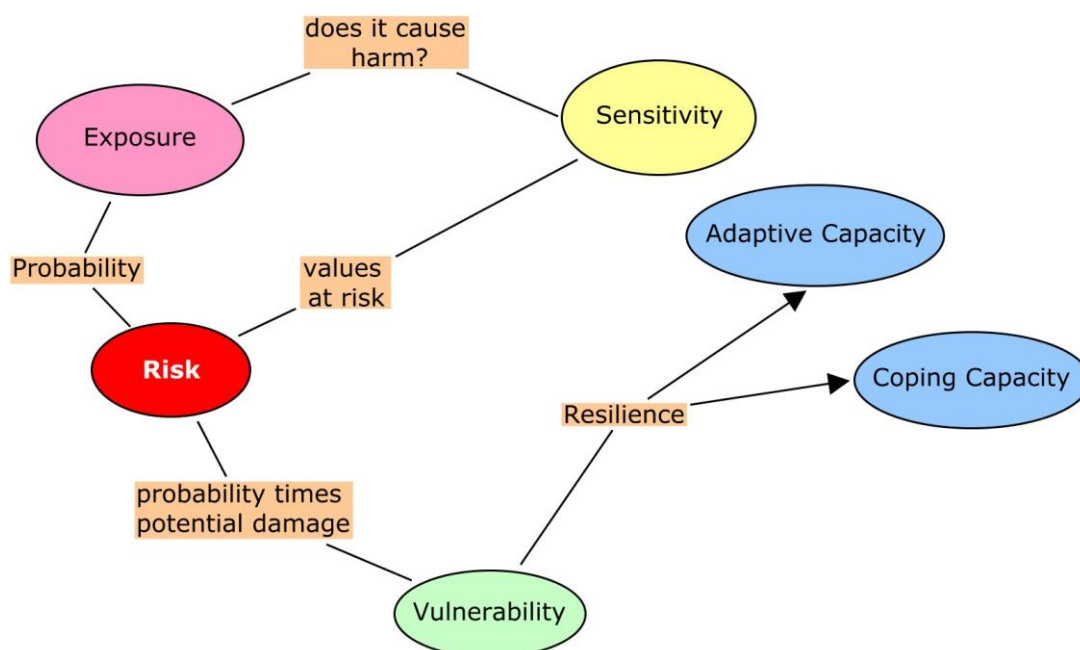 does it cause
harm?
Exposure
Sensitivity
Adaptive Capacity
Probability
values
at risk
Risk
Coping Capacity
Resilience
probability times
potential damage
Vulnerability